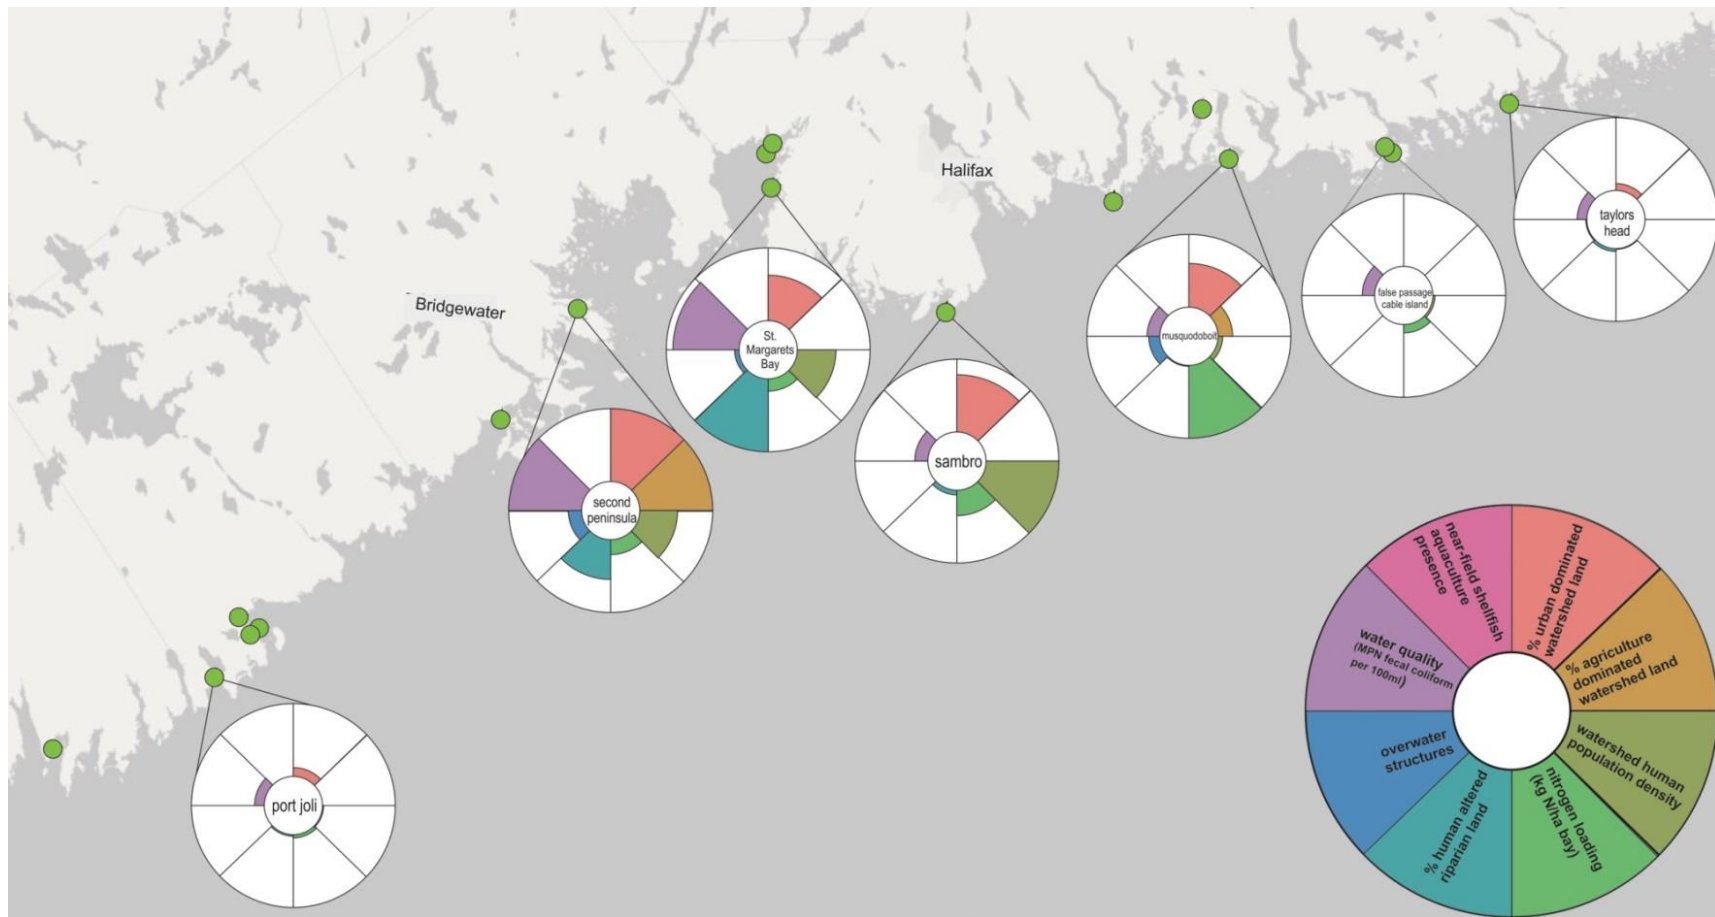 Halifax
Bridgewater
taylors
head
false passage
cable island
musquodoboit
St.
Margarets
Bay
sambro
second
peninsula
port joli
near-field shellfish
aquaculture
presence
% urban dominated
watershed land
% agriculture
dominated
watershed land
water quality
(MPN fecal coliform
per 100ml)
overwater
structures
watershed human
population density
% human altered
riparian land
nitrogen loading
(kg N/ha bay)